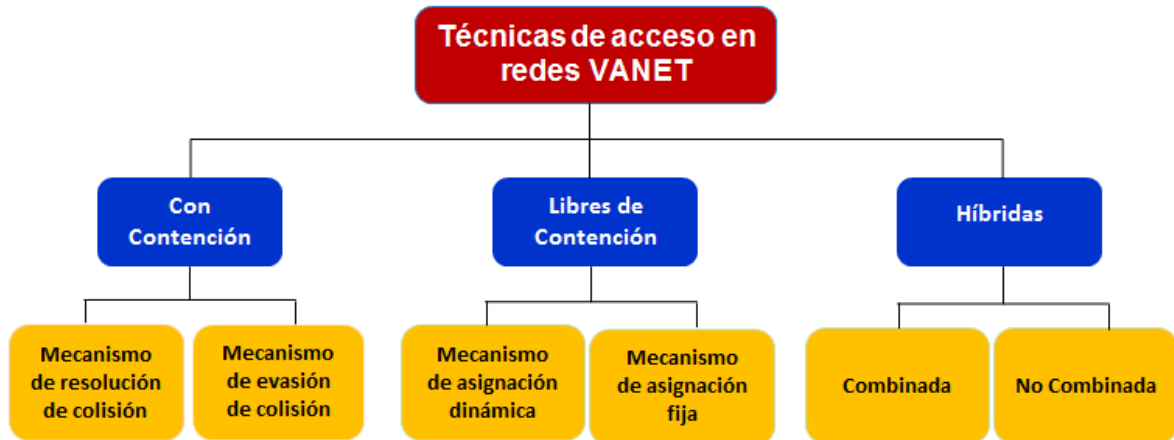 Técnicas de acceso en
redes VANET
Con
Contención
Libres de
Contención
Híbridas
Mecanismo
de resolución
de colisión
Mecanismo
de evasión
de colisión
Mecanismo
de asignación
dinámica
Mecanismo
de asignación
fija
Combinada
No Combinada